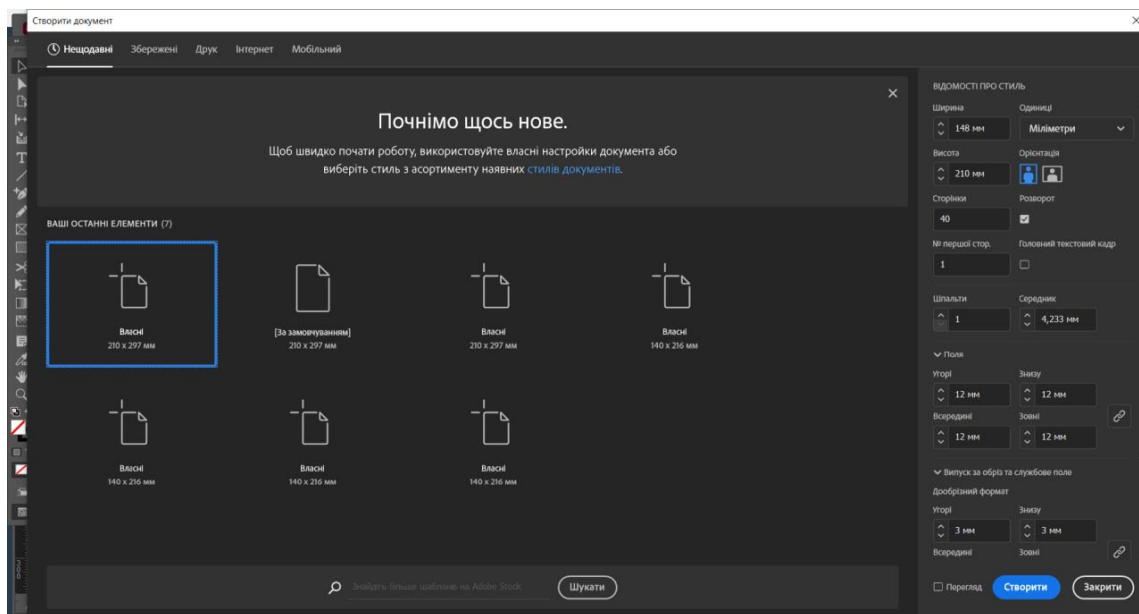 Створити документ
Нещодавні Збережені Друк Інтернет Мобільний
Почнімо щось нове.
Щоб швидко почати роботу, використовуйте власні настройки документа або
виберіть стиль з асортименту наявних стилів документів.
ВАШІ ОСТАННІ ЕЛЕМЕНТИ (7)
Власні
210 x 297 мм
[За замовчуванням]
210 x 297 мм
Власні
210 x 297 мм
Власні
140 x 216 мм
Власні
140 x 216 мм
Власні
140 x 216 мм
Власні
140 x 216 мм
Знайдіть більше шаблонів на Adobe Stock
Шукати
ВІДОМОСТІ ПРО СТИЛЬ
Ширина Одиниці
148 мм Міліметри
Висота Орієнтація
210 мм
Сторінки Розворот
40
№ першої стор. Головний текстовий кадр
1
Шпальти Середник
1 4,233 мм
Поля
Угорі Знизу
12 мм 12 мм
Всередині Зовні
12 мм 12 мм
Випуск за обріз та службове поле
Дообрізний формат
Угорі Знизу
3 мм 3 мм
Всередині Зовні
Перегляд Створити Закрити